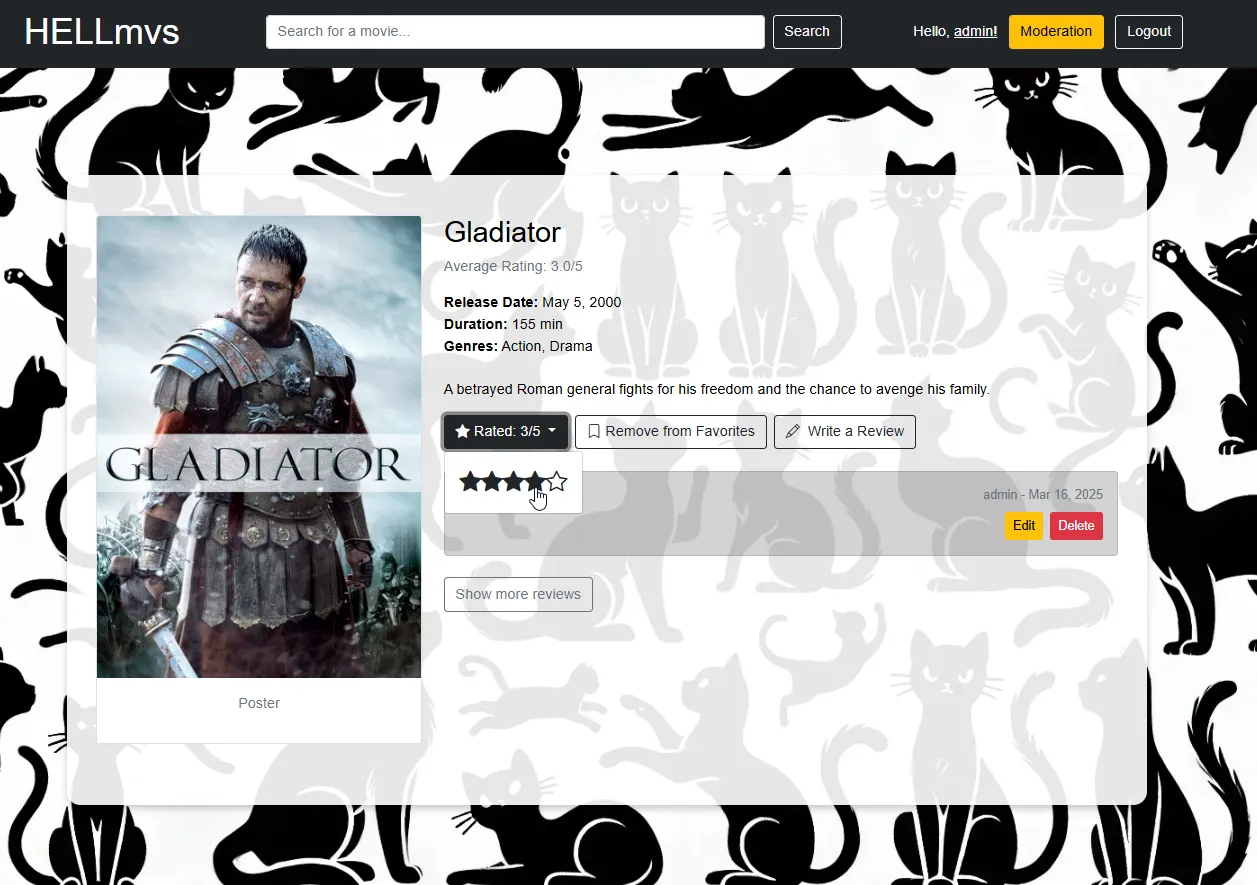 HELLmvs
Search for a movie...
Search
Hello, admin!
Moderation
Logout
GLADIATOR
Poster
Gladiator
Average Rating: 3.0/5
Release Date: May 5, 2000
Duration: 155 min
Genres: Action, Drama
A betrayed Roman general fights for his freedom and the chance to avenge his family.
Rated: 3/5
Remove from Favorites
Write a Review
admin - Mar 16, 2025
Edit
Delete
Show more reviews